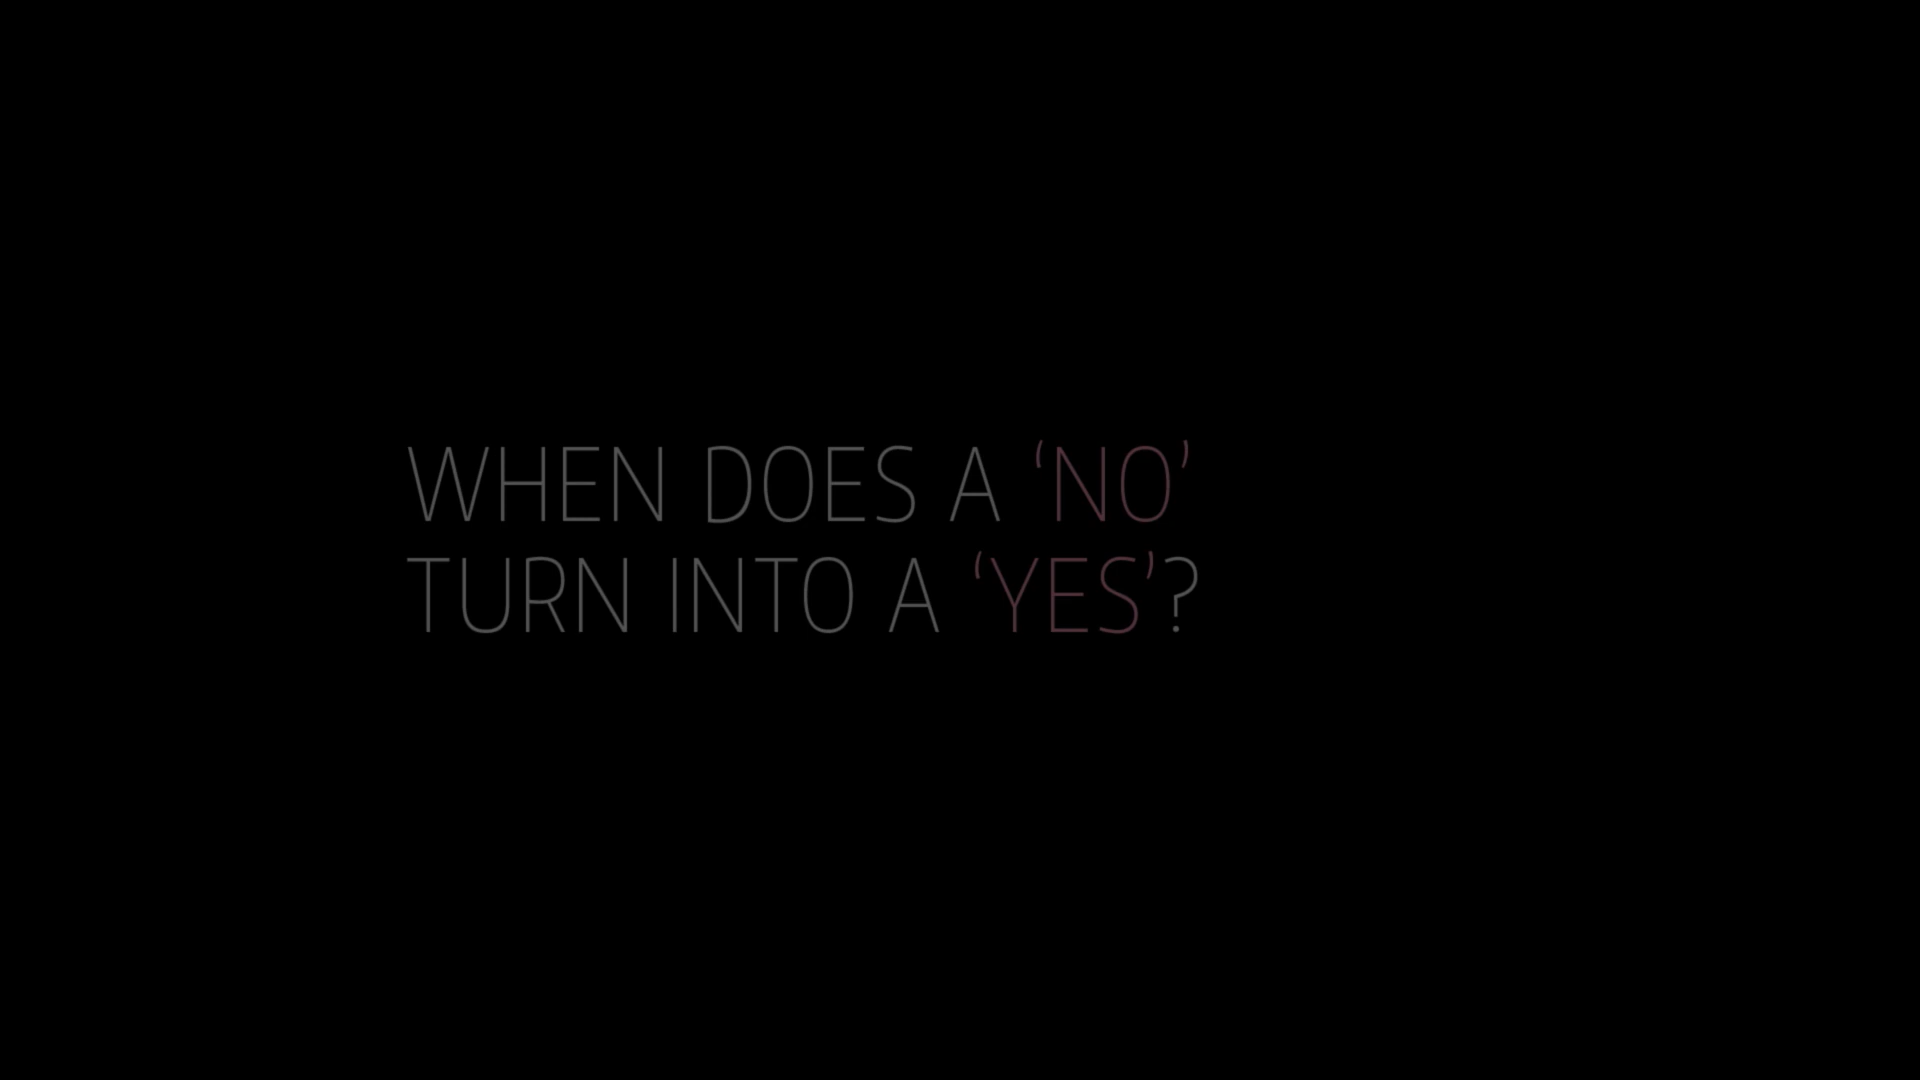 WHEN DOES A ‘NO’
TURN INTO A ‘YES’?